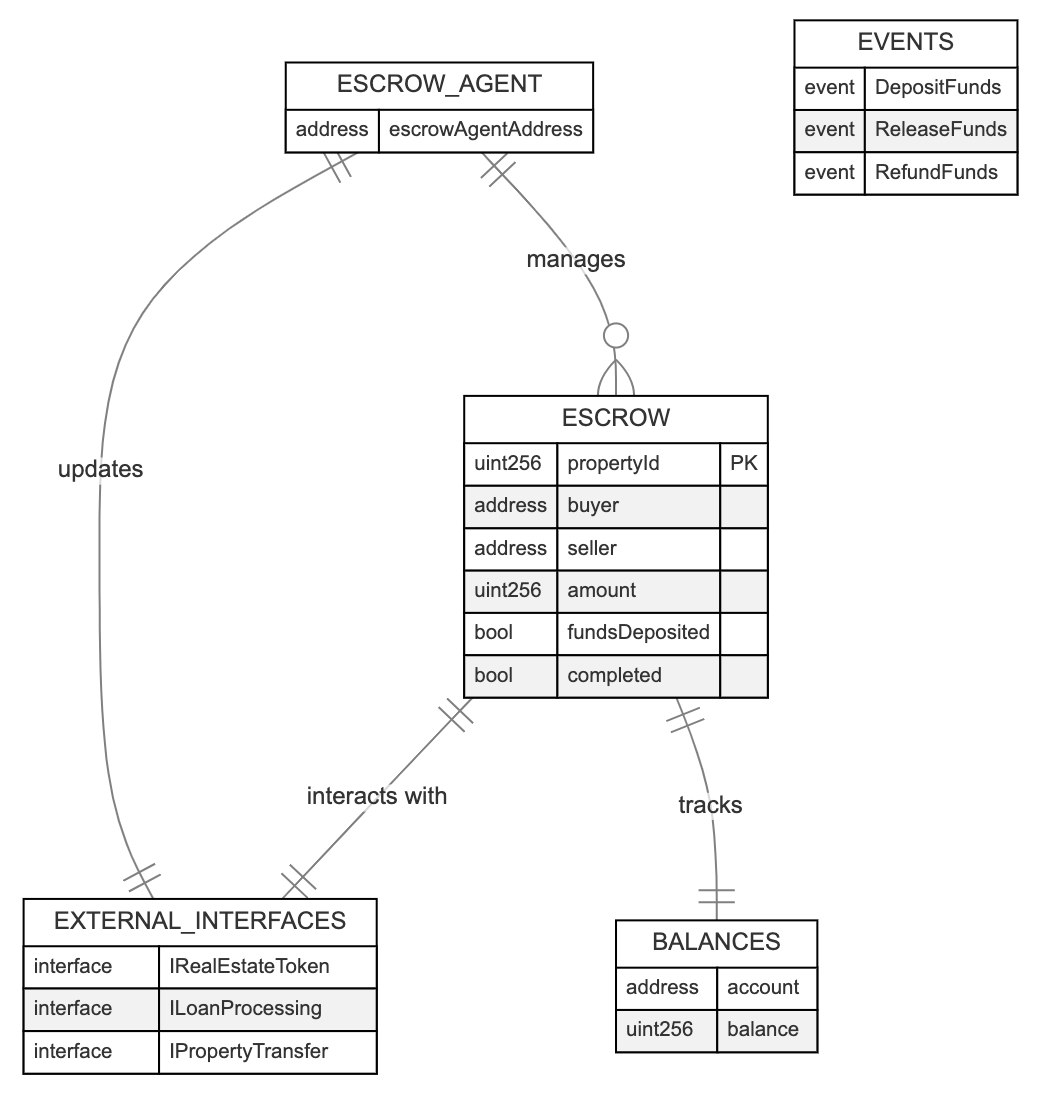 EVENTS
event DepositFunds
event ReleaseFunds
event RefundFunds
ESCROW_AGENT
address escrowAgentAddress
manages
updates
ESCROW
uint256 propertyId PK
address buyer
address seller
uint256 amount
bool fundsDeposited
bool completed
interacts with
tracks
EXTERNAL_INTERFACES
interface IRealEstateToken
interface ILoanProcessing
interface IPropertyTransfer
BALANCES
address account
uint256 balance